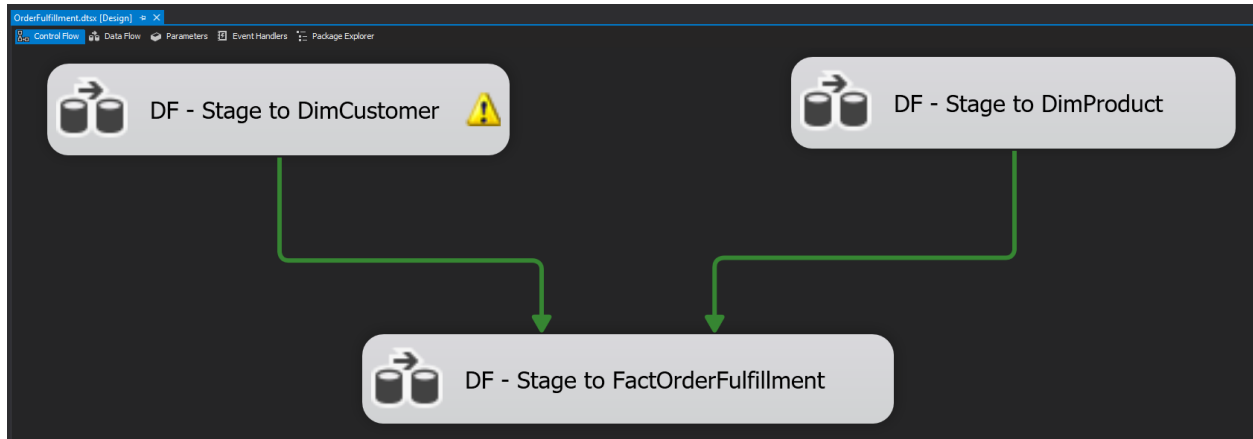 OrderFulfillment.dtsx [Design]
Control Flow Data Flow Parameters Event Handlers Package Explorer
DF - Stage to DimCustomer
DF - Stage to DimProduct
DF - Stage to FactOrderFulfillment